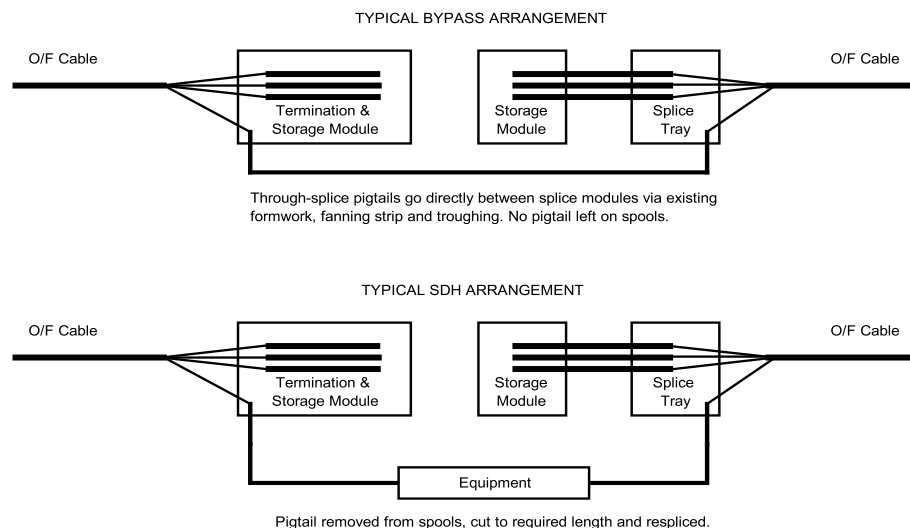 TYPICAL BYPASS ARRANGEMENT
O/F Cable
O/F Cable
Termination &
Storage Module
Storage
Module
Splice
Tray
Through-splice pigtails go directly between splice modules via existing
formwork, fanning strip and troughing. No pigtail left on spools.
TYPICAL SDH ARRANGEMENT
O/F Cable
O/F Cable
Termination &
Storage Module
Storage
Module
Splice
Tray
Equipment
Pigtail removed from spools, cut to required length and respliced.